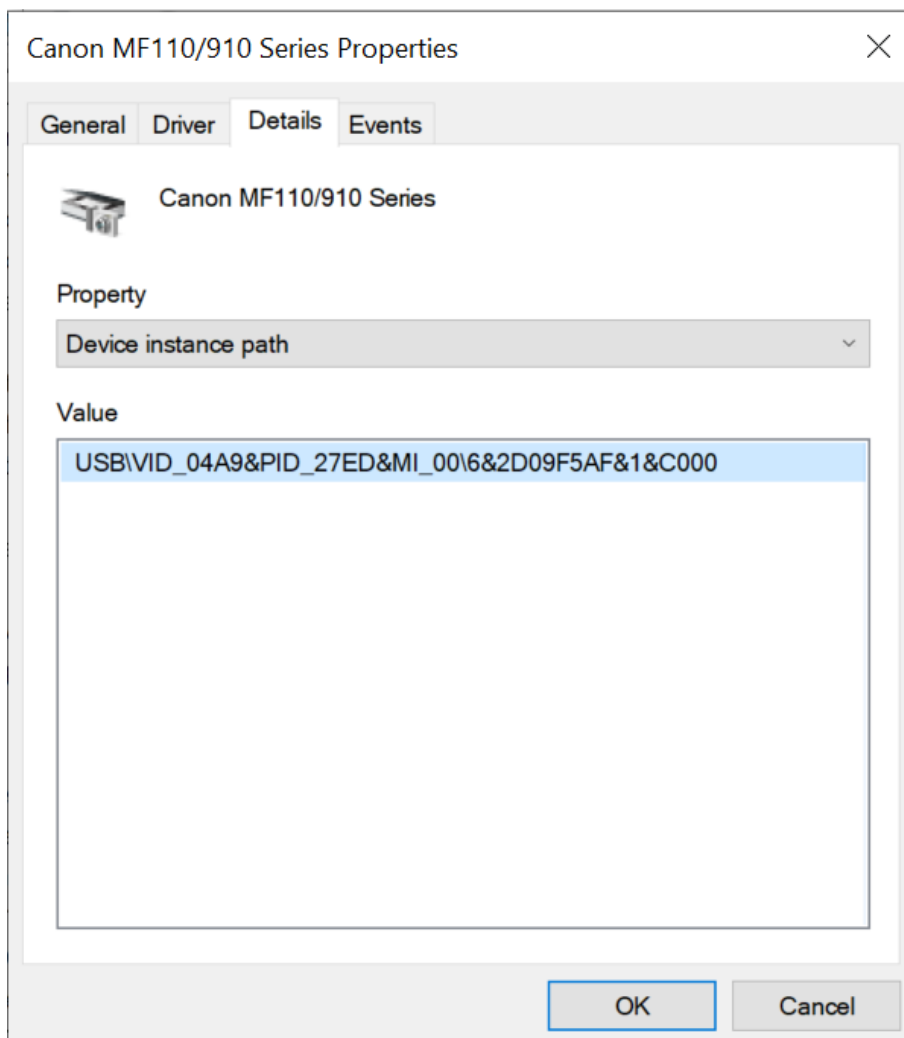 Canon MF110/910 Series Properties
General Driver Details Events
Canon MF110/910 Series
Property
Device instance path
Value
USB\VID_04A9&PID_27ED&MI_00\6&2D09F5AF&1&C000
OK Cancel